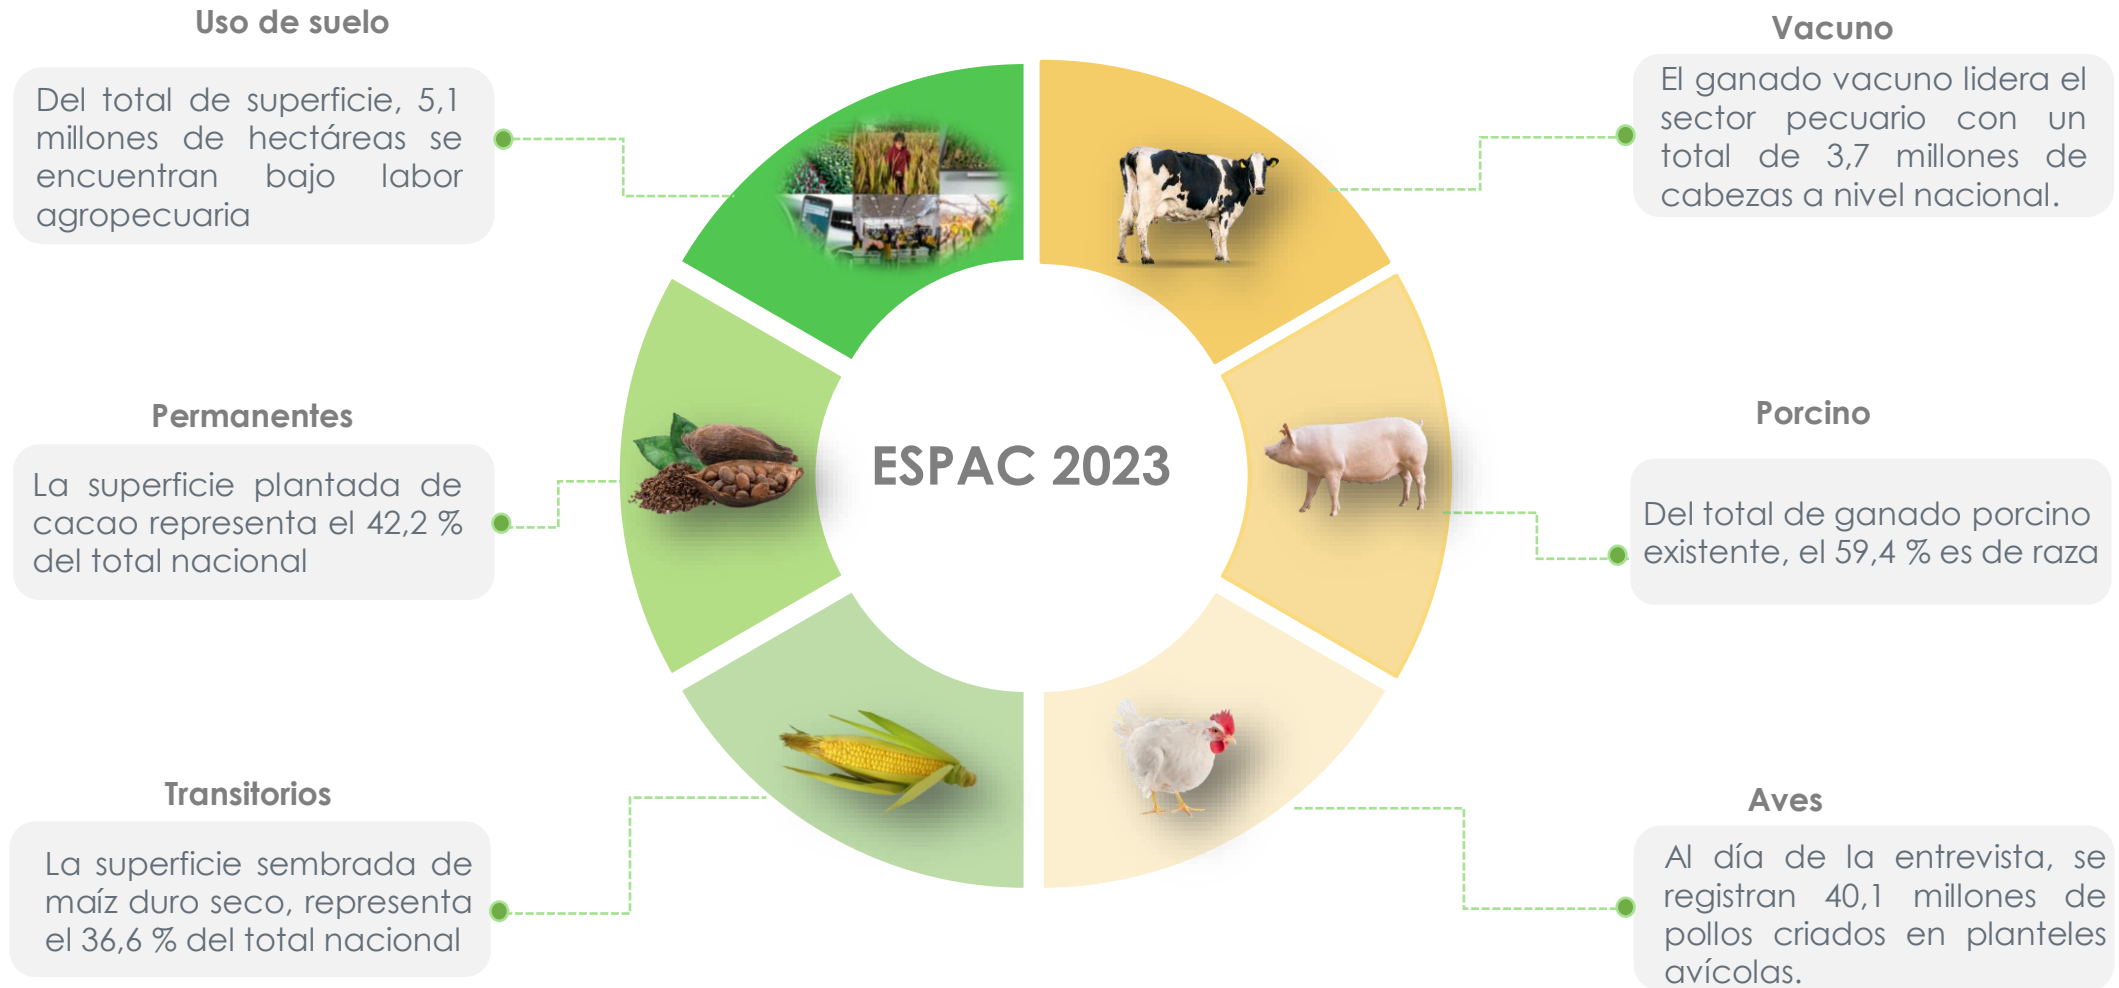 Uso de suelo
Del total de superficie, 5,1
millones de hectáreas se
encuentran bajo labor
agropecuaria
Permanentes
La superficie plantada de
cacao representa el 42,2 %
del total nacional
Transitorios
La superficie sembrada de
maíz duro seco, representa
el 36,6 % del total nacional
ESPAC 2023
Vacuno
El ganado vacuno lidera el
sector pecuario con un
total de 3,7 millones de
cabezas a nivel nacional.
Porcino
Del total de ganado porcino
existente, el 59,4 % es de raza
Aves
Al día de la entrevista, se
registran 40,1 millones de
pollos criados en planteles
avícolas.